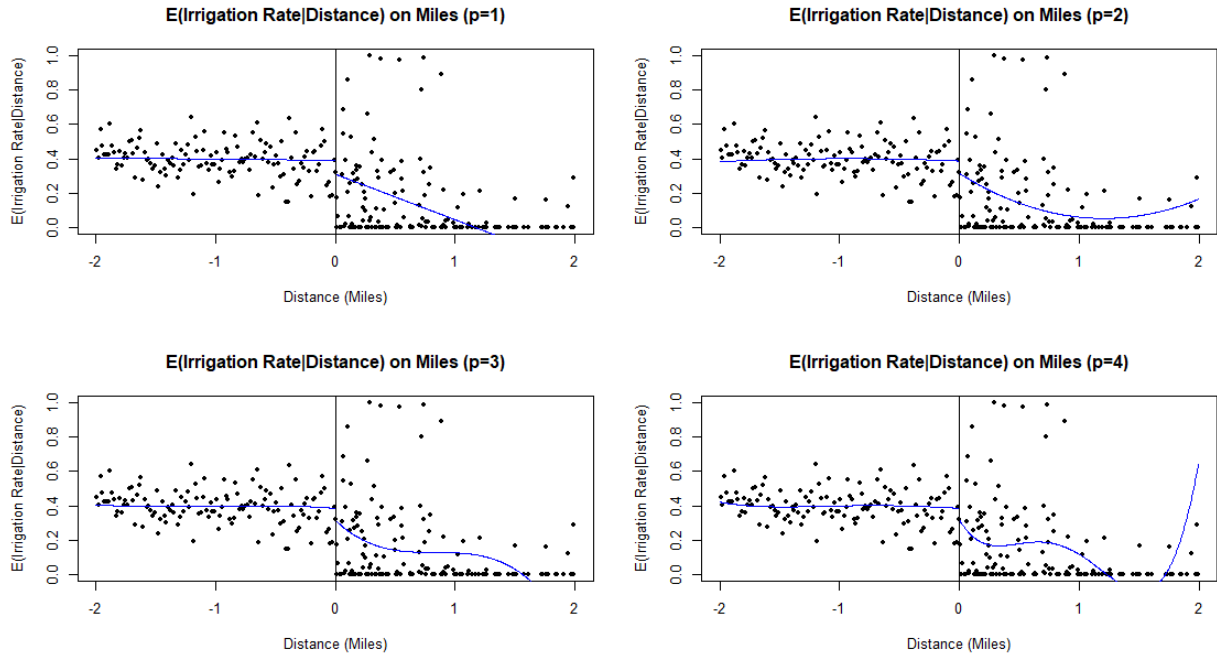 E(Irrigation Rate|Distance) on Miles (p=1)
E(Irrigation Rate|Distance)
1.0
0.8
0.6
0.4
0.2
0.0
-2 -1 0 1 2
Distance (Miles)
E(Irrigation Rate|Distance) on Miles (p=2)
E(Irrigation Rate|Distance)
1.0
0.8
0.6
0.4
0.2
0.0
-2 -1 0 1 2
Distance (Miles)
E(Irrigation Rate|Distance) on Miles (p=3)
E(Irrigation Rate|Distance)
1.0
0.8
0.6
0.4
0.2
0.0
-2 -1 0 1 2
Distance (Miles)
E(Irrigation Rate|Distance) on Miles (p=4)
E(Irrigation Rate|Distance)
1.0
0.8
0.6
0.4
0.2
0.0
-2 -1 0 1 2
Distance (Miles)